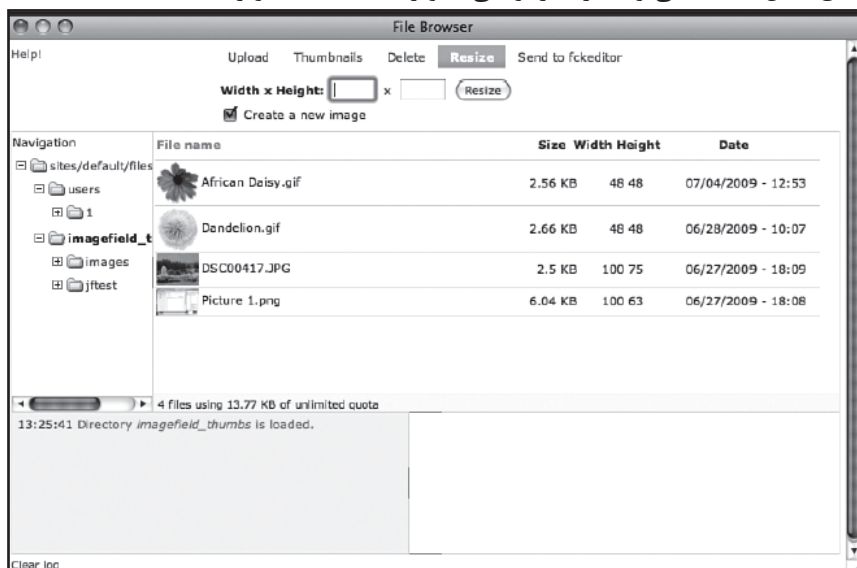 File Browser
Help!
Upload Thumbnails Delete Resize Send to fckeditor
Width x Height: x Resize
Create a new image
Navigation
sites/default/files
users
1
imagefield_t
images
jftest
File name Size Width Height Date
African Daisy.gif 2.56 KB 48 48 07/04/2009 - 12:53
Dandelion.gif 2.66 KB 48 48 06/28/2009 - 10:07
DSC00417.JPG 2.5 KB 100 75 06/27/2009 - 18:09
Picture 1.png 6.04 KB 100 63 06/27/2009 - 18:08
4 files using 13.77 KB of unlimited quota
13:25:41 Directory imagefield_thumbs is loaded.
Clear log